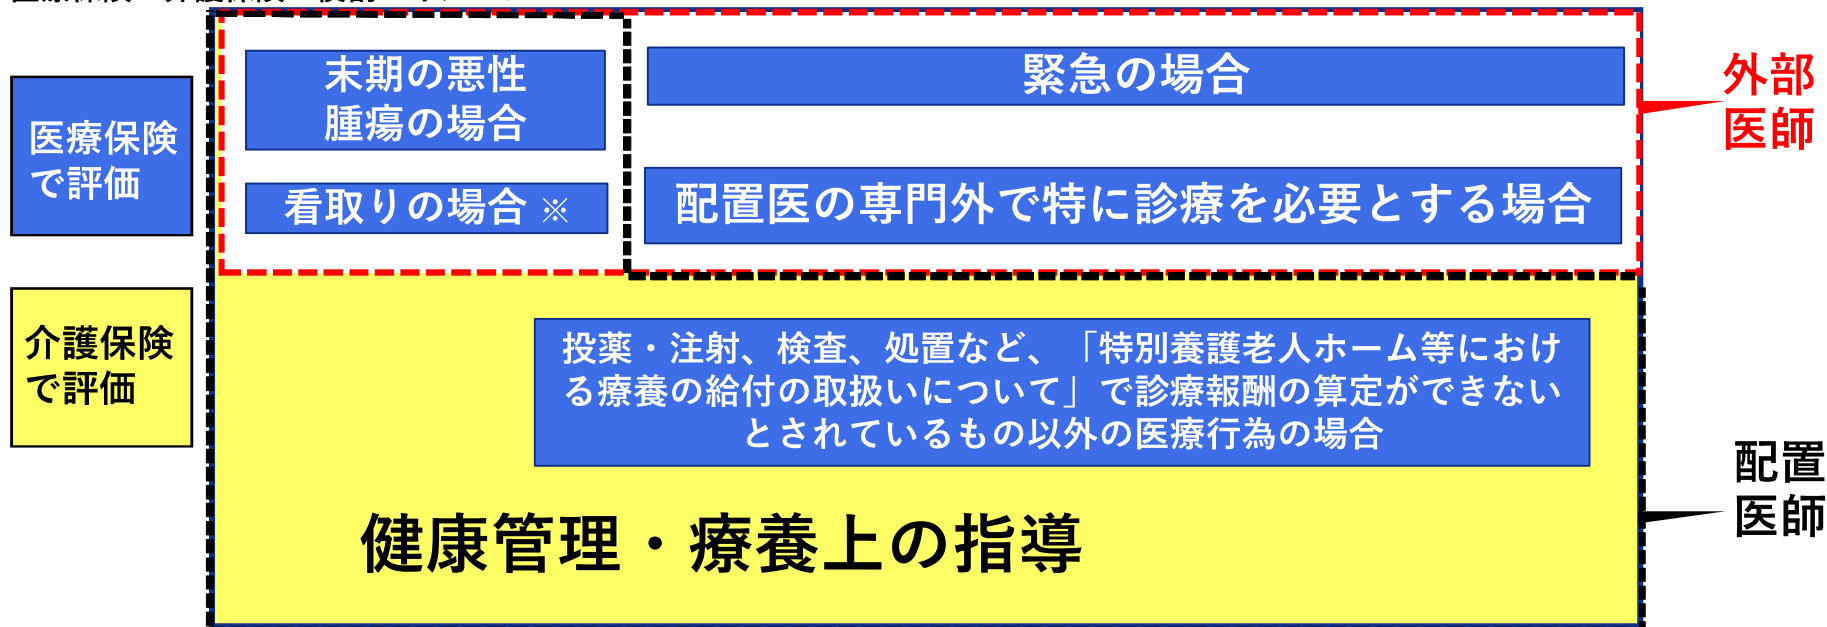 末期の悪性
腫瘍の場合
緊急の場合
外部
医師
医療保険
で評価
看取りの場合 ※
配置医の専門外で特に診療を必要とする場合
介護保険
で評価
投薬・注射、検査、処置など、「特別養護老人ホーム等におけ
る療養の給付の取扱いについて」で診療報酬の算定ができない
とされているもの以外の医療行為の場合
配置
医師
健康管理・療養上の指導